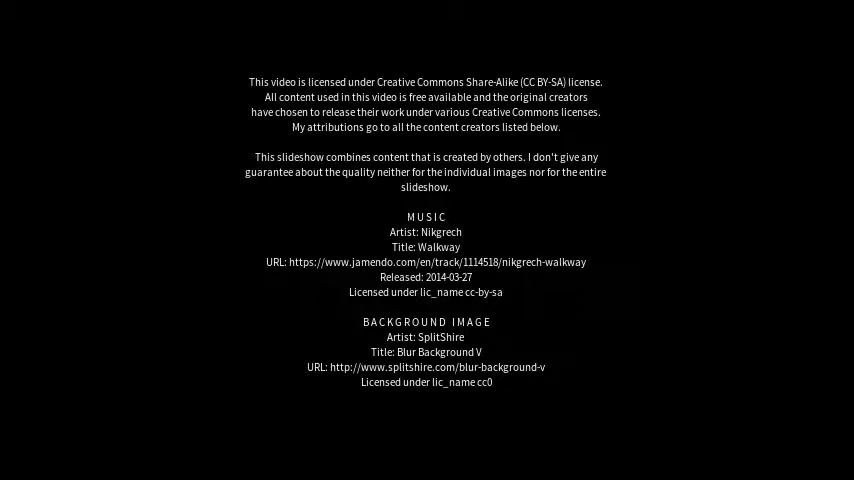 This video is licensed under Creative Commons Share-Alike (CC BY-SA) license.
All content used in this video is free available and the original creators
have chosen to release their work under various Creative Commons licenses.
My attributions go to all the content creators listed below.
This slideshow combines content that is created by others. I don't give any
guarantee about the quality neither for the individual images nor for the entire
slideshow.
MUSIC
Artist: Nikgrech
Title: Walkway
URL: https://www.jamendo.com/en/track/1114518/nikgrech-walkway
Released: 2014-03-27
Licensed under lic_name cc-by-sa
BACKGROUND IMAGE
Artist: SplitShire
Title: Blur Background V
URL: http://www.splitshire.com/blur-background-v
Licensed under lic_name cc0